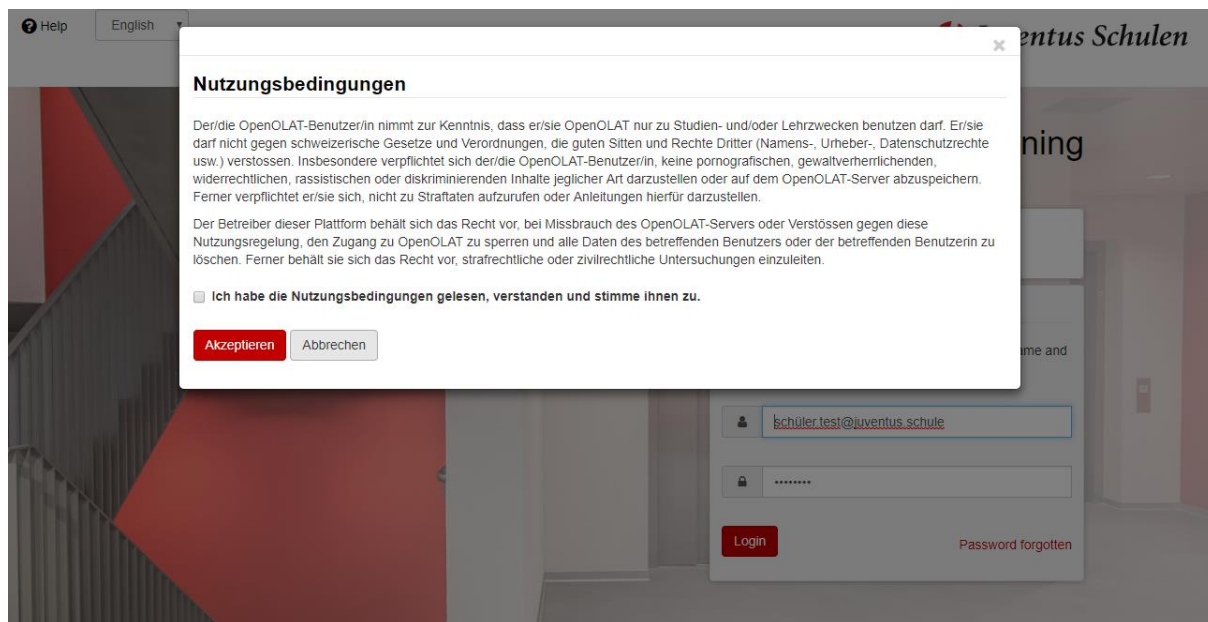 Help
English
entus Schulen
Nutzungsbedingungen
Der/die OpenOLAT-Benutzer/in nimmt zur Kenntnis, dass er/sie OpenOLAT nur zu Studien- und/oder Lehrzwecken benutzen darf. Er/sie
darf nicht gegen schweizerische Gesetze und Verordnungen, die guten Sitten und Rechte Dritter (Namens-, Urheber-, Datenschutzrechte
usw.) verstossen. Insbesondere verpflichtet sich der/die OpenOLAT-Benutzer/in, keine pornografischen, gewaltverherrlichenden,
widerrechtlichen, rassistischen oder diskriminierenden Inhalte jeglicher Art darzustellen oder auf dem OpenOLAT-Server abzuspeichern.
Ferner verpflichtet er/sie sich, nicht zu Straftaten aufzurufen oder Anleitungen hierfür darzustellen.
Der Betreiber dieser Plattform behält sich das Recht vor, bei Missbrauch des OpenOLAT-Servers oder Verstössen gegen diese
Nutzungsregelung, den Zugang zu OpenOLAT zu sperren und alle Daten des betreffenden Benutzers oder der betreffenden Benutzerin zu
löschen. Ferner behält sie sich das Recht vor, strafrechtliche oder zivilrechtliche Untersuchungen einzuleiten.
Ich habe die Nutzungsbedingungen gelesen, verstanden und stimme ihnen zu.
Akzeptieren
Abbrechen
ning
me and
schüler.test@juventus.schule
Login
Password forgotten